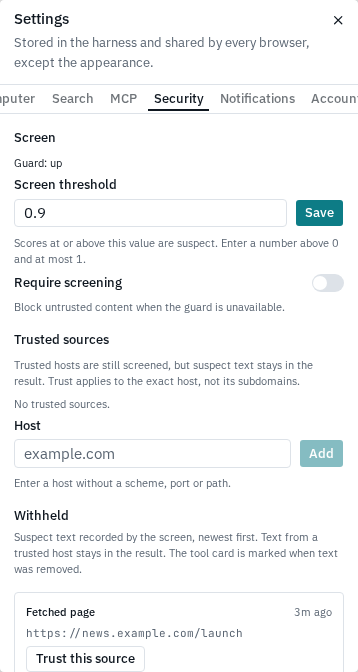 Settings
Stored in the harness and shared by every browser,
except the appearance.
Search MCP Security Notifications
Screen
Guard: up
Screen threshold
0.9 Save
Scores at or above this value are suspect. Enter a number above 0
and at most 1.
Require screening
Block untrusted content when the guard is unavailable.
Trusted sources
Trusted hosts are still screened, but suspect text stays in the
result. Trust applies to the exact host, not its subdomains.
No trusted sources.
Host
example.com Add
Enter a host without a scheme, port or path.
Withheld
Suspect text recorded by the screen, newest first. Text from a
trusted host stays in the result. The tool card is marked when text
was removed.
Fetched page 3m ago
https://news.example.com/launch
Trust this source